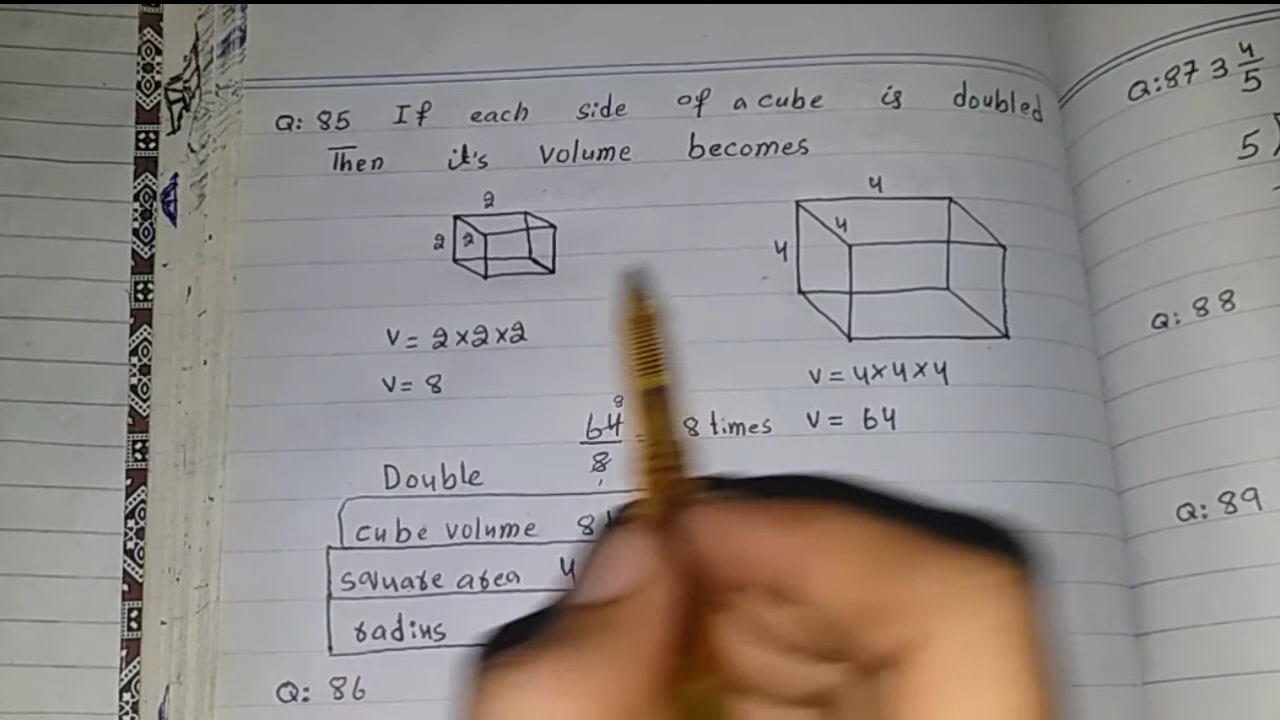 Q: 85 If each side of a cube is doubled
Then it's volume becomes
2
2 2
4
4
4
V = 2×2×2
V = 8
V = 4×4×4
V = 64
64/8 = 8 times
8
Double
cube volume 8
square area 4
radius
Q: 86
Q:87 3 4/5
5)
Q: 88
Q: 89